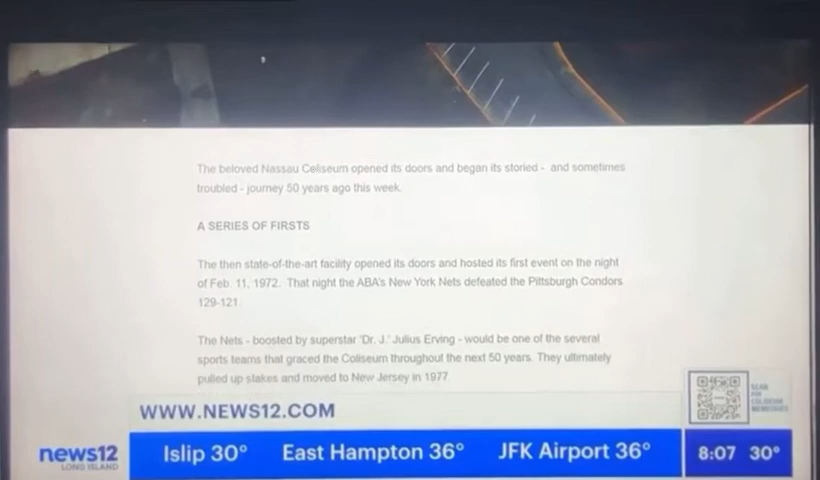 The beloved Nassau Coliseum opened its doors and began its storied - and sometimes
troubled - journey 50 years ago this week.
A SERIES OF FIRSTS
The then state-of-the-art facility opened its doors and hosted its first event on the night
of Feb. 11, 1972. That night the ABA's New York Nets defeated the Pittsburgh Condors
129-121.
The Nets - boosted by superstar 'Dr. J.' Julius Erving - would be one of the several
sports teams that graced the Coliseum throughout the next 50 years. They ultimately
pulled up stakes and moved to New Jersey in 1977.
WWW.NEWS12.COM
SCAN
FOR
COLISEUM
MEMORIES
news12
LONG ISLAND
Islip 30° East Hampton 36° JFK Airport 36°
8:07 30°